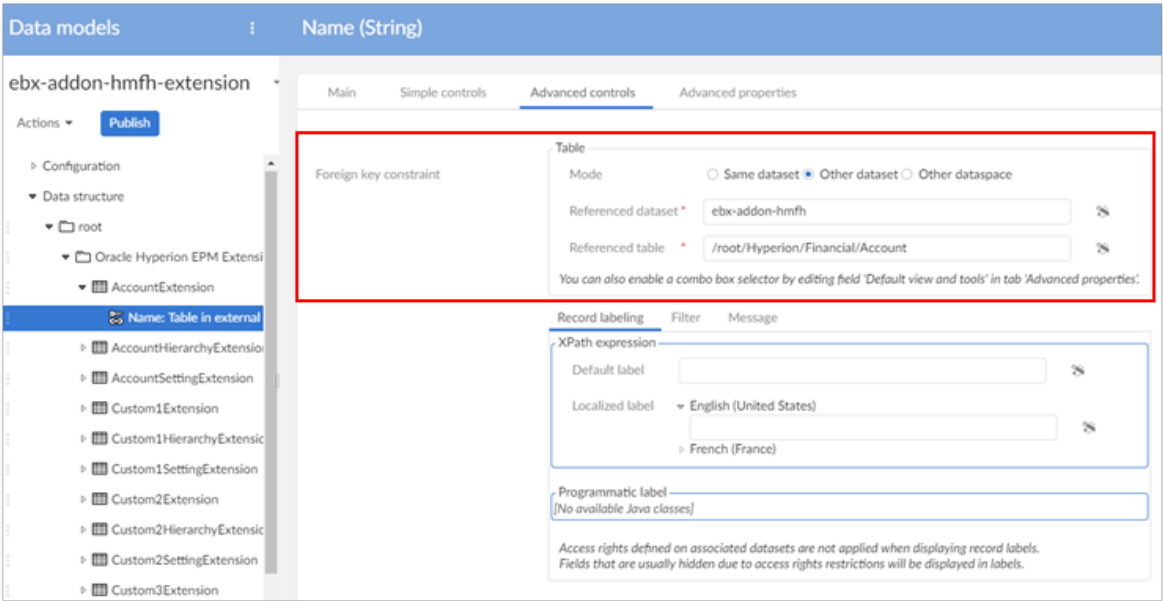 Data models
Name (String)
ebx-addon-hmfh-extension
Actions
Publish
Configuration
Data structure
root
Oracle Hyperion EPM Extensi
AccountExtension
Name: Table in external
AccountHierarchyExtensio
AccountSettingExtension
Custom1Extension
Custom1HierarchyExtensic
Custom1SettingExtension
Custom2Extension
Custom2HierarchyExtensic
Custom2SettingExtension
Custom3Extension
Main Simple controls Advanced controls Advanced properties
Foreign key constraint
Table
Mode Same dataset Other dataset Other dataspace
Referenced dataset * ebx-addon-hmfh
Referenced table * /root/Hyperion/Financial/Account
You can also enable a combo box selector by editing field 'Default view and tools' in tab 'Advanced properties'.
Record labeling Filter Message
XPath expression
Default label
Localized label English (United States)
French (France)
Programmatic label
[No available Java classes]
Access rights defined on associated datasets are not applied when displaying record labels.
Fields that are usually hidden due to access rights restrictions will be displayed in labels.